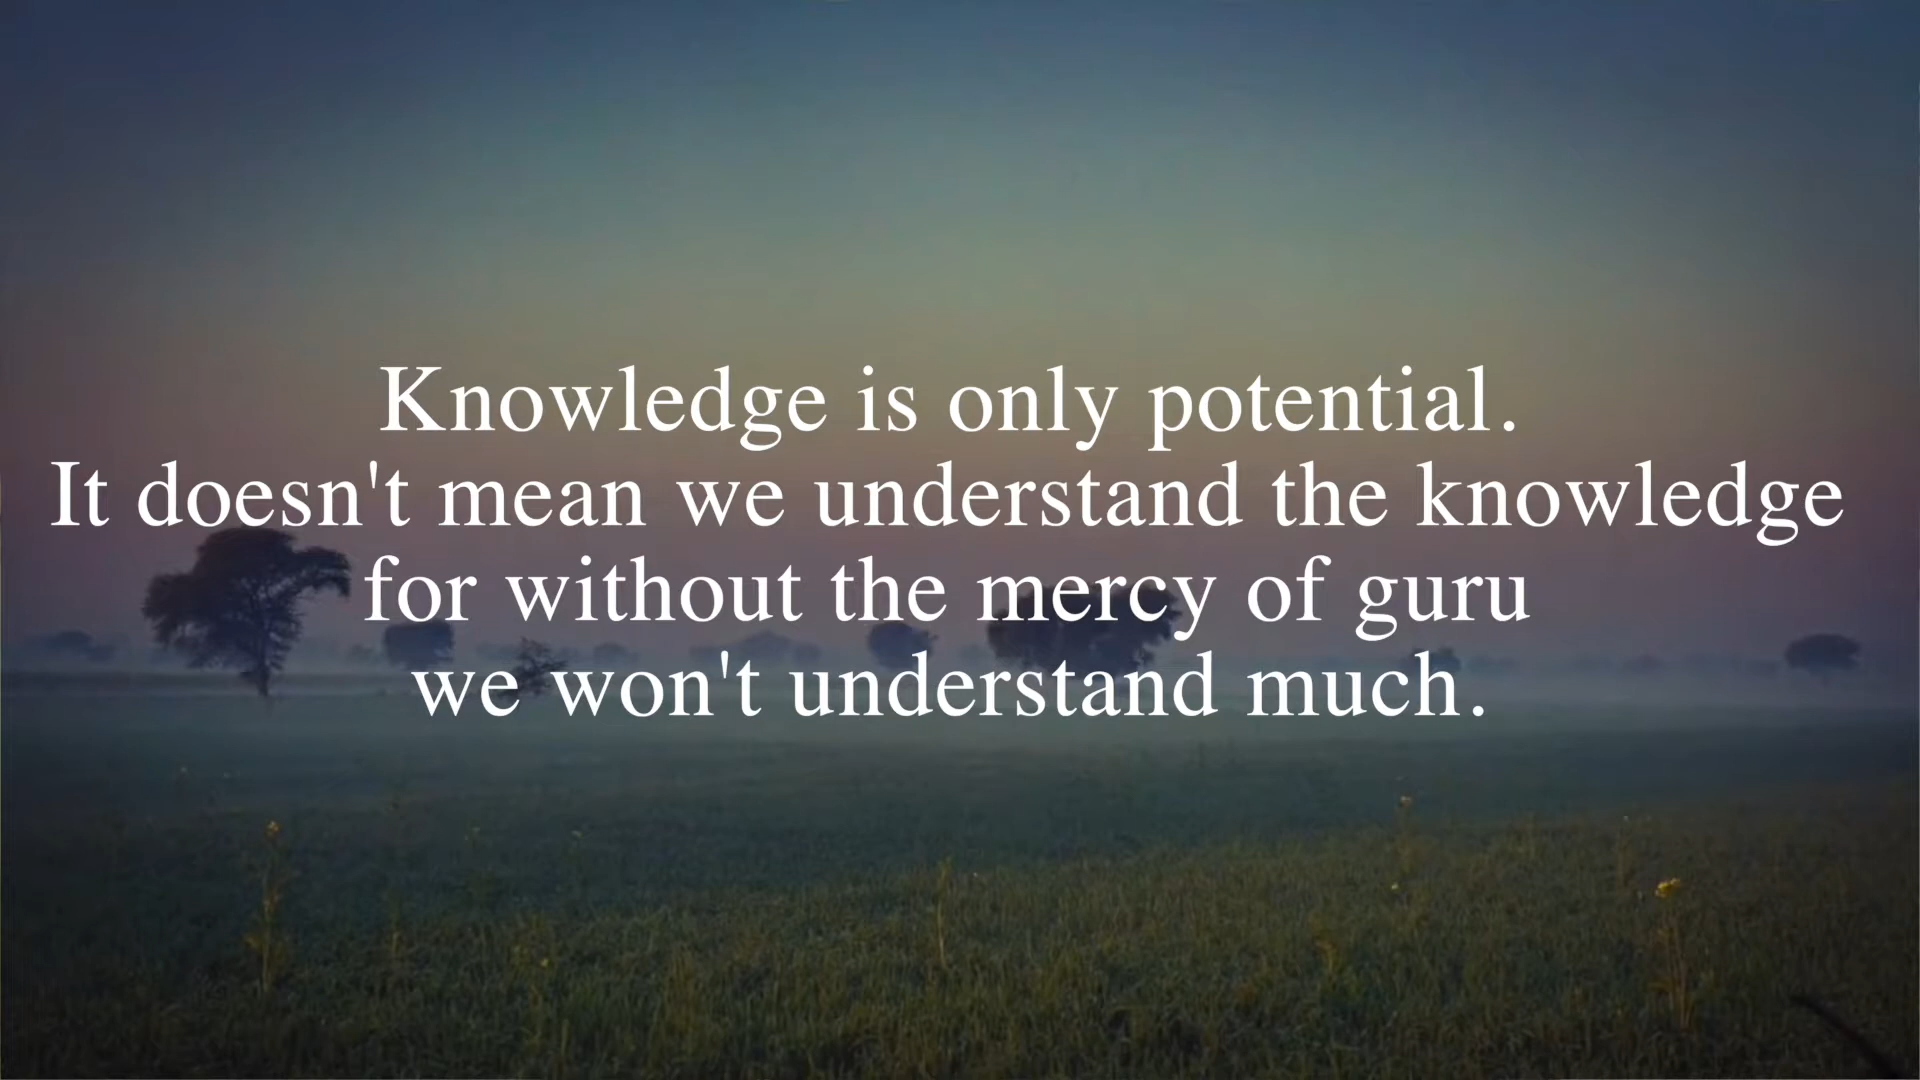 Knowledge is only potential.
It doesn't mean we understand the knowledge
for without the mercy of guru
we won't understand much.